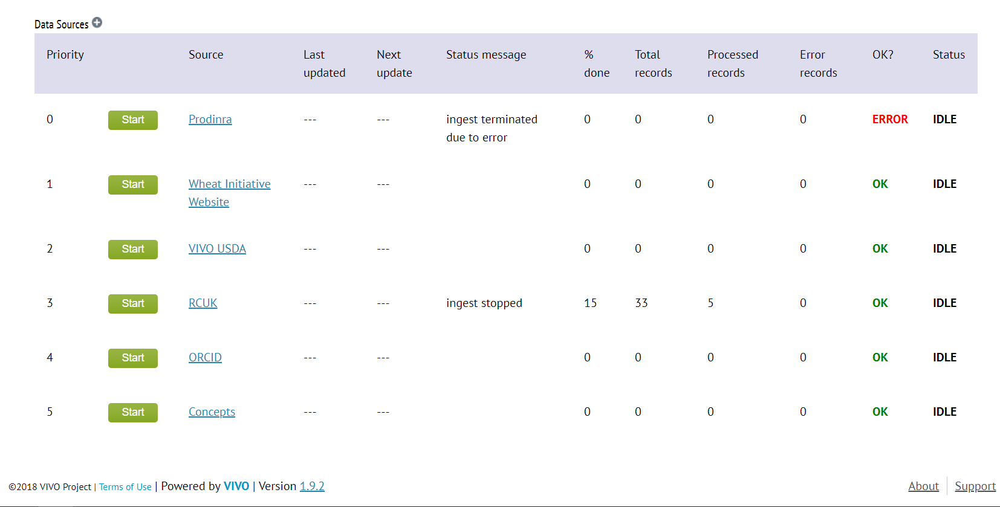 Data Sources
Priority Source Last updated Next update Status message % done Total records Processed records Error records OK? Status
0 Start Prodinra --- --- ingest terminated due to error 0 0 0 0 ERROR IDLE
1 Start Wheat Initiative Website --- --- 0 0 0 0 OK IDLE
2 Start VIVO USDA --- --- 0 0 0 0 OK IDLE
3 Start RCUK --- --- ingest stopped 15 33 5 0 OK IDLE
4 Start ORCID --- --- 0 0 0 0 OK IDLE
5 Start Concepts --- --- 0 0 0 0 OK IDLE
©2018 VIVO Project | Terms of Use | Powered by VIVO | Version 1.9.2 About Support